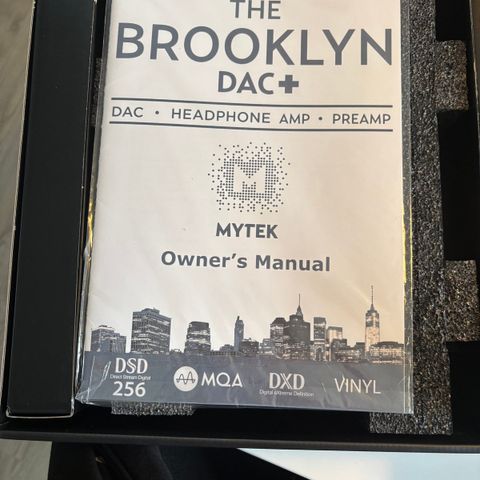 THE
BROOKLYN
DAC+
DAC • HEADPHONE AMP • PREAMP
M
MYTEK
Owner's Manual
DSD
Direct Stream Digital
256
MQA
DXD
Digital eXtreme Definition
VINYL